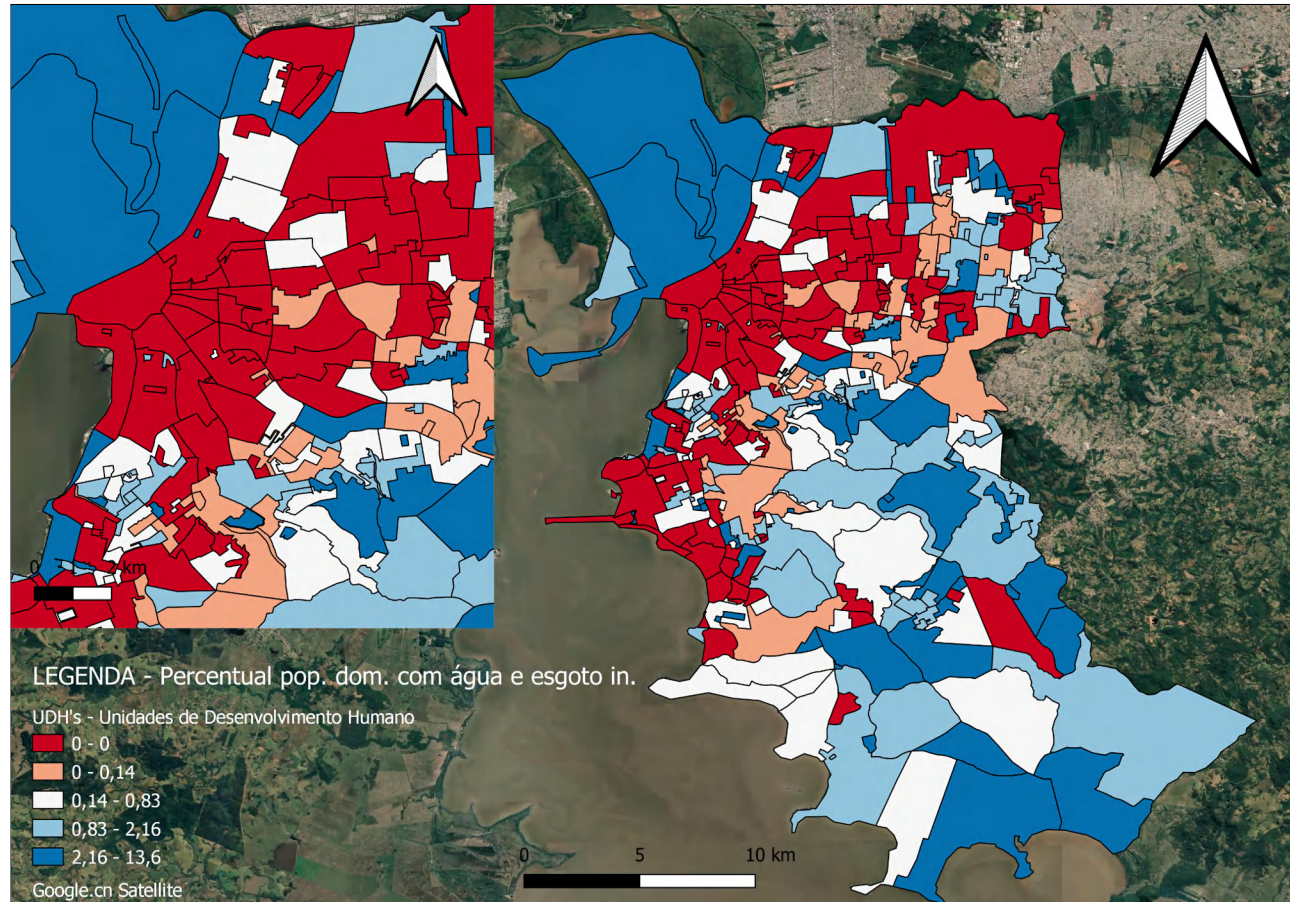 0 2 km
LEGENDA - Percentual pop. dom. com água e esgoto in.
UDH's - Unidades de Desenvolvimento Humano
0 - 0
0 - 0,14
0,14 - 0,83
0,83 - 2,16
2,16 - 13,6
Google.cn Satellite
0 5 10 km